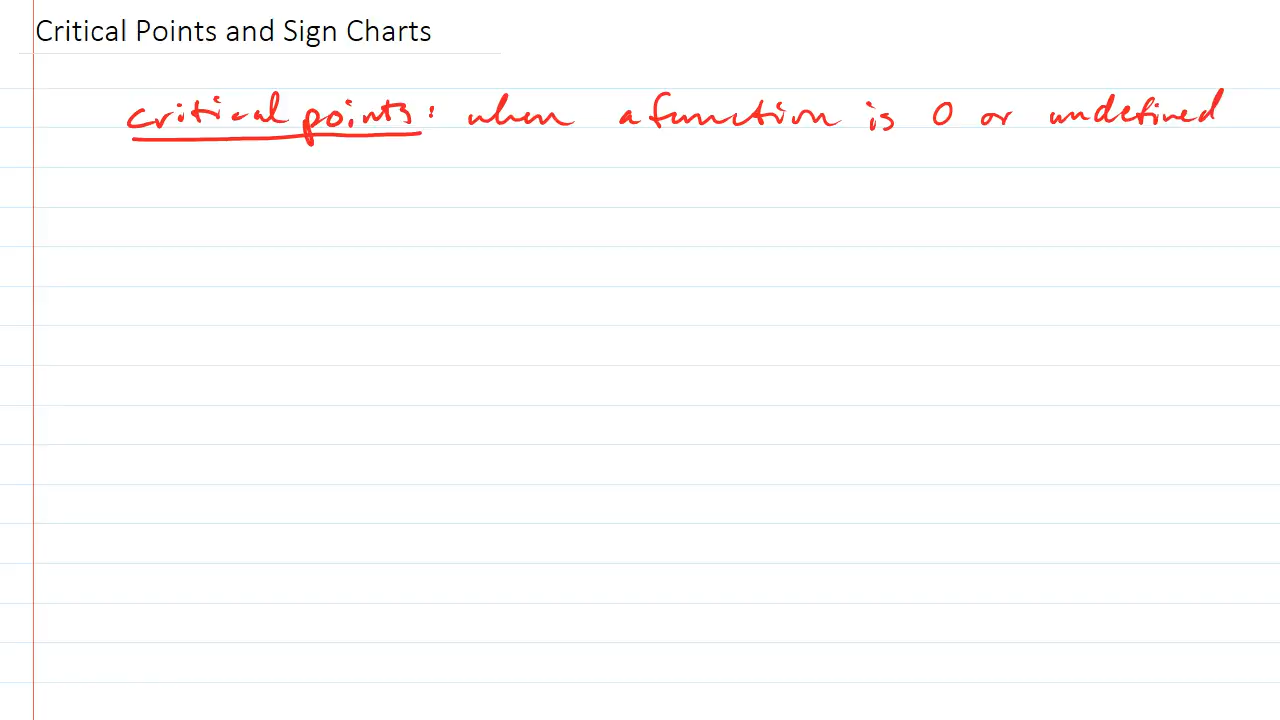 Critical Points and Sign Charts
critical points: when a function is 0 or undefined